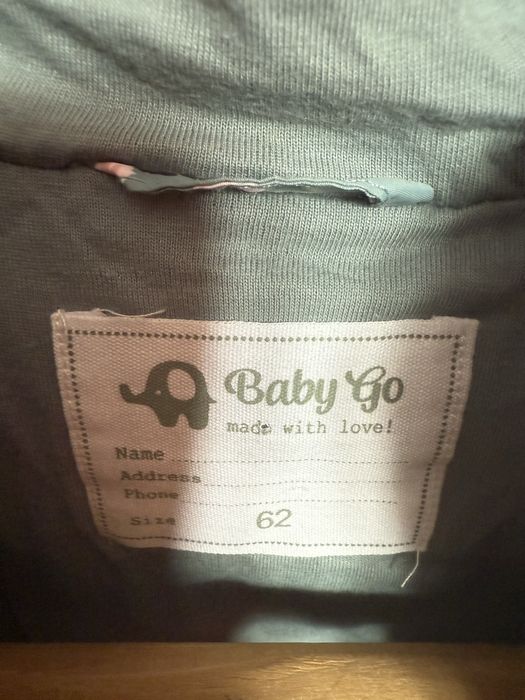 Baby Go
made with love!
Name
Address
Phone
Size 62